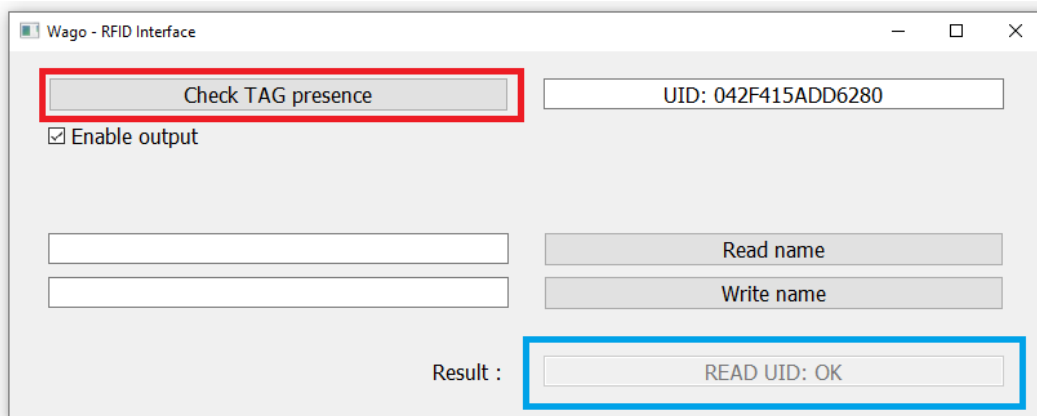 Wago - RFID Interface
Check TAG presence
UID: 042F415ADD6280
Enable output
Read name
Write name
Result :
READ UID: OK